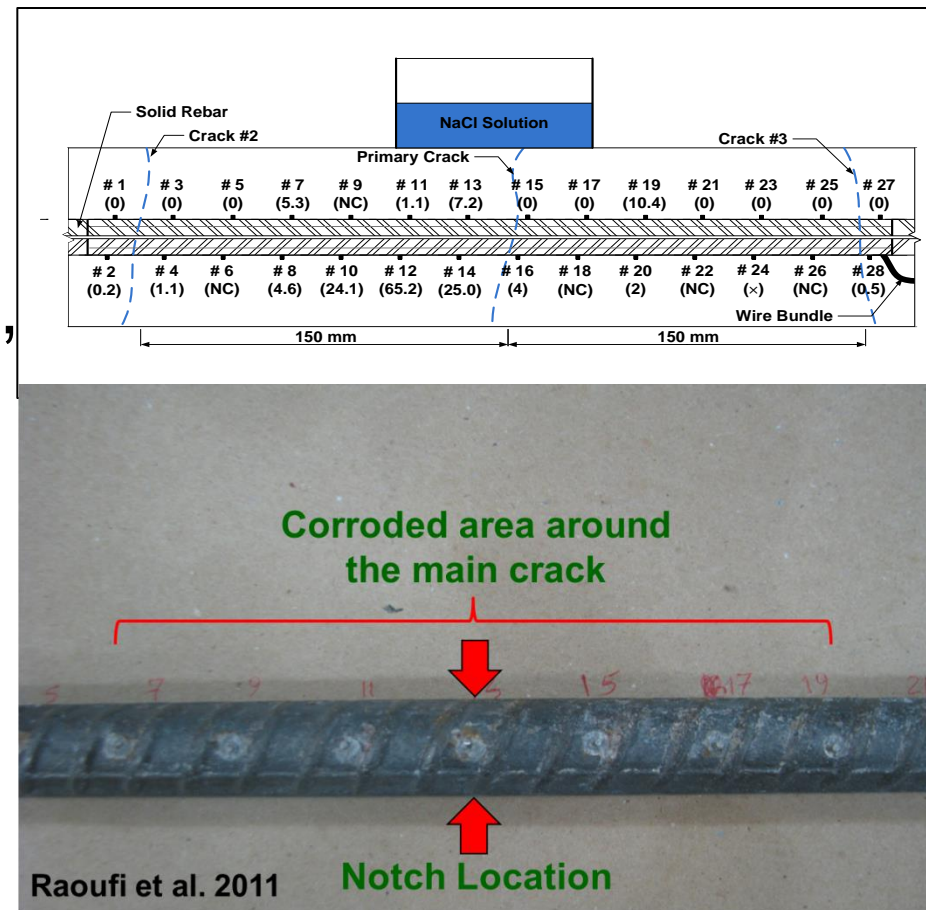 NaCl Solution
Solid Rebar
Crack #2
Primary Crack
Crack #3
# 1 # 3 # 5 # 7 # 9 # 11 # 13 # 15 # 17 # 19 # 21 # 23 # 25 # 27
(0) (0) (0) (5.3) (NC) (1.1) (7.2) (0) (0) (10.4) (0) (0) (0) (0)
# 2 # 4 # 6 # 8 # 10 # 12 # 14 # 16 # 18 # 20 # 22 # 24 # 26 # 28
(0.2) (1.1) (NC) (4.6) (24.1) (65.2) (25.0) (4) (NC) (2) (NC) (×) (NC) (0.5)
Wire Bundle
150 mm 150 mm
,
Corroded area around
the main crack
5 7 9 11 15 17 19
Notch Location
Raoufi et al. 2011